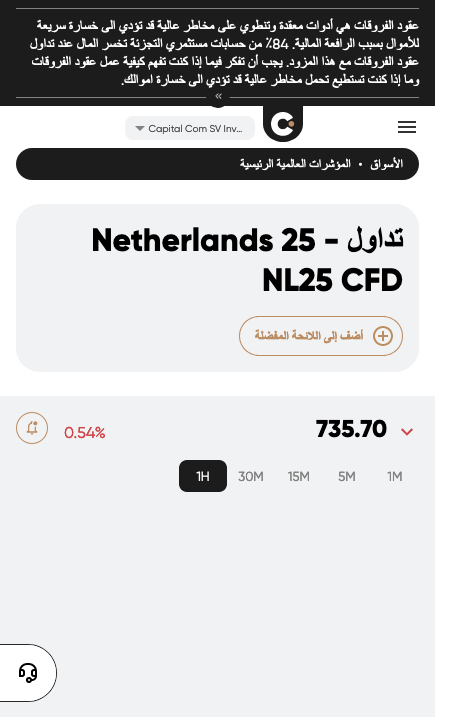 عقود الفروقات هي أدوات معقدة وتنطوي على مخاطر عالية قد تؤدي الى خسارة سريعة
للأموال بسبب الرافعة المالية. 84٪ من حسابات مستثمري التجزئة تخسر المال عند تداول
عقود الفروقات مع هذا المزود. يجب أن تفكر فيما إذا كنت تفهم كيفية عمل عقود الفروقات
وما إذا كنت تستطيع تحمل مخاطر عالية قد تؤدي الى خسارة اموالك.
Capital Com SV Inv...
الأسواق • المؤشرات العالمية الرئيسية
تداول - Netherlands 25
NL25 CFD
أضف إلى اللائحة المفضلة
735.70 0.54%
1M 5M 15M 30M 1H